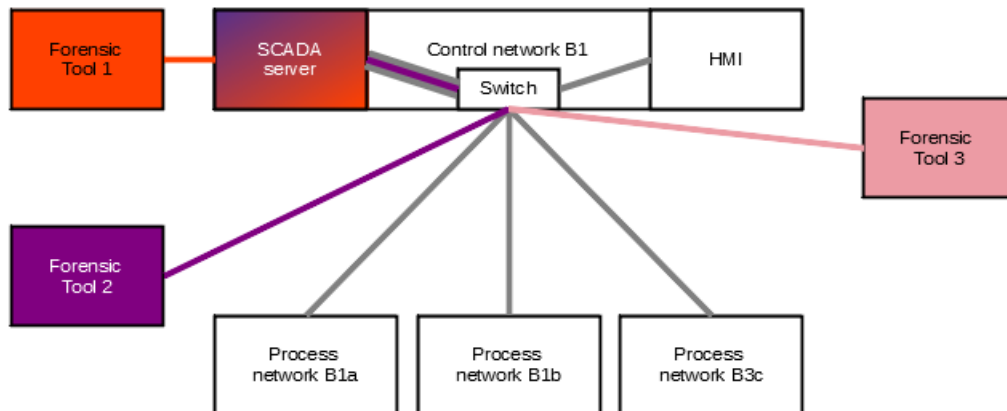 Forensic
Tool 1
SCADA
server
Control network B1
Switch
HMI
Forensic
Tool 3
Forensic
Tool 2
Process
network B1a
Process
network B1b
Process
network B3c